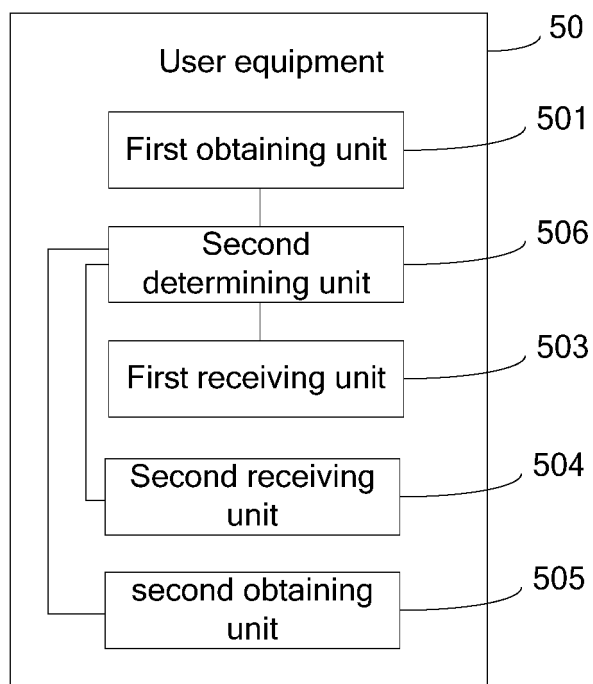 50
User equipment
501
First obtaining unit
506
Second
determining unit
503
First receiving unit
504
Second receiving
unit
505
second obtaining
unit